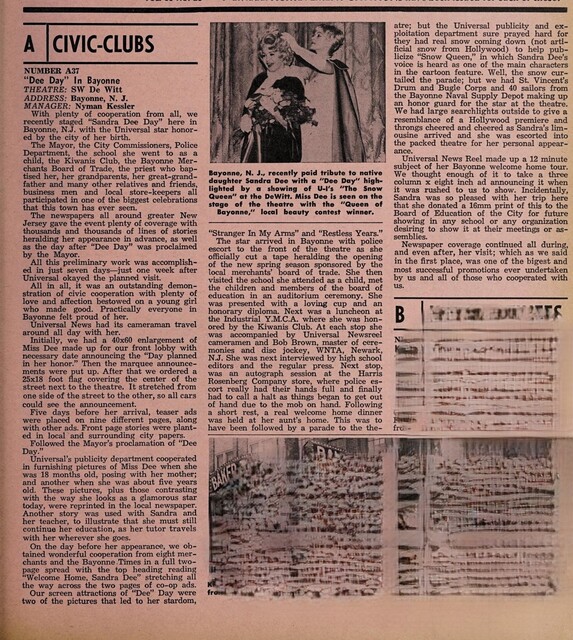 A CIVIC-CLUBS
NUMBER A37
"Dee Day" in Bayonne
THEATRE: SW De Witt
ADDRESS: Bayonne, N. J.
MANAGER: Nyman Kessler
With plenty of cooperation from all, we
recently staged "Sandra Dee Day" here in
Bayonne, N.J. with the Universal star honor-
ed by the city of her birth.
The Mayor, the City Commissioners, Police
Department, the school she went to as a
child, the Kiwanis Club, the Bayonne Mer-
chants Board of Trade, the priest who bap-
tised her, her grandparents, her great-grand-
father and many other relatives and friends,
business men and local store-keepers all
participated in one of the biggest celebrations
that this town has ever seen.
The newspapers all around greater New
Jersey gave the event plenty of coverage with
thousands and thousands of lines of stories
heralding her appearance in advance, as well
as the day after "Dee Day" was proclaimed
by the Mayor.
All this preliminary work was accomplish-
ed in just seven days—just one week after
Universal okayed the planned visit.
All in all, it was an outstanding demon-
stration of civic cooperation with plenty of
love and affection bestowed on a young girl
who made good. Practically everyone in
Bayonne felt proud of her.
Universal News had its cameraman travel
around all day with her.
Initially, we had a 40x60 enlargement of
Miss Dee made up for our front lobby with
necessary date announcing the "Day planned
in her honor." Then the marquee announce-
ments were put up. After that we ordered a
25x18 foot flag covering the center of the
street next to the theatre. It stretched from
one side of the street to the other, so all cars
could see the announcement.
Five days before her arrival, teaser ads
were placed on nine different pages, along
with other ads. Front page stories were plant-
ed in local and surrounding city papers.
Followed the Mayor's proclamation of "Dee
Day."
Universal's publicity department cooperated
in furnishing pictures of Miss Dee when she
was 18 months old, posing with her mother;
and another when she was about five years
old. These pictures, plus those contrasting
with the way she looks as a glamorous star
today, were reprinted in the local newspaper.
Another story was used with Sandra and
her teacher, to illustrate that she must still
continue her education, as her tutor travels
with her wherever she goes.
On the day before her appearance, we ob-
tained wonderful cooperation from eight mer-
chants and the Bayonne Times in a full two-
page spread with the top heading reading
"Welcome Home, Sandra Dee" stretching all
the way across the two pages of co-op ads.
Our screen attractions of "Dee" Day were
two of the pictures that led to her stardom,
Bayonne, N. J., recently paid tribute to native
daughter Sandra Dee with a "Dee Day" high-
lighted by a showing of U-I's "The Snow
Queen" at the DeWitt. Miss Dee is seen on the
stage of the theatre with the "Queen of
Bayonne," local beauty contest winner.
"Stranger In My Arms" and "Restless Years."
The star arrived in Bayonne with police
escort to the front of the theatre as she
officially cut a tape heralding the opening
of the new spring season sponsored by the
local merchants' board of trade. She then
visited the school she attended as a child, met
the children and members of the board of
education in an auditorium ceremony. She
was presented with a loving cup and an
honorary diploma. Next was a luncheon at
the Industrial Y.M.C.A. where she was hon-
ored by the Kiwanis Club. At each stop she
was accompanied by Universal Newsreel
cameramen and Bob Brown, master of cere-
monies and disc jockey, WNTA, Newark,
N.J. She was next interviewed by high school
editors and the regular press. Next stop,
was an autograph session at the Harris
Rosenberg Company store, where police es-
cort really had their hands full and finally
had to call a halt as things began to get
out of hand due to the mob on hand. Following
a short rest, a real welcome home dinner
was held at her aunt's home. This was to
have been followed by a parade to the the-
atre; but the Universal publicity and ex-
ploitation department sure prayed hard for
they had real snow coming down (not arti-
ficial snow from Hollywood) to help pub-
licize "Snow Queen," in which Sandra Dee's
voice is heard as one of the main characters
in the cartoon feature. Well, the snow cur-
tailed the parade; but we had St. Vincent's
Drum and Bugle Corps and 40 sailors from
the Bayonne Naval Supply Depot making up
an honor guard for the star at the theatre.
We had large searchlights outside to give a
resemblance of a Hollywood premiere and
throngs cheered and cheered as Sandra's lim-
ousine arrived and she was escorted into
the packed theatre for her personal appear-
ance.
Universal News Reel made up a 12 minute
subject of her Bayonne welcome home tour.
We thought enough of it to take a three
column x eight inch ad announcing it when
it was rushed to us to show. Incidentally,
Sandra was so pleased with her trip here
that she donated a 16mm print of this to the
Board of Education of the City for future
showing in any school or any organization
desiring to show it at their meetings or as-
semblies.
Newspaper coverage continued all during,
and even after, her visit; which as we said
in the first place, was one of the biggest and
most successful promotions ever undertaken
by us and all of those who cooperated with
us.
B
BAKER